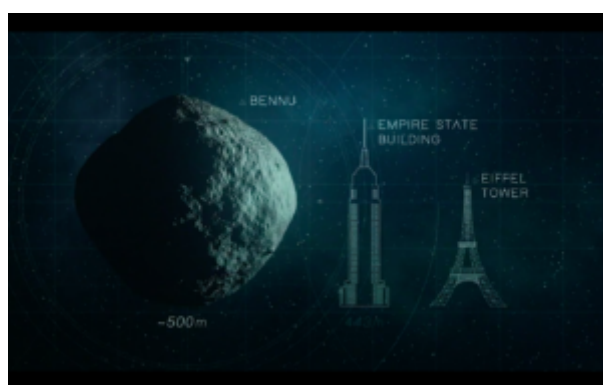 BENNU
EMPIRE STATE
BUILDING
EIFFEL
TOWER
~500m